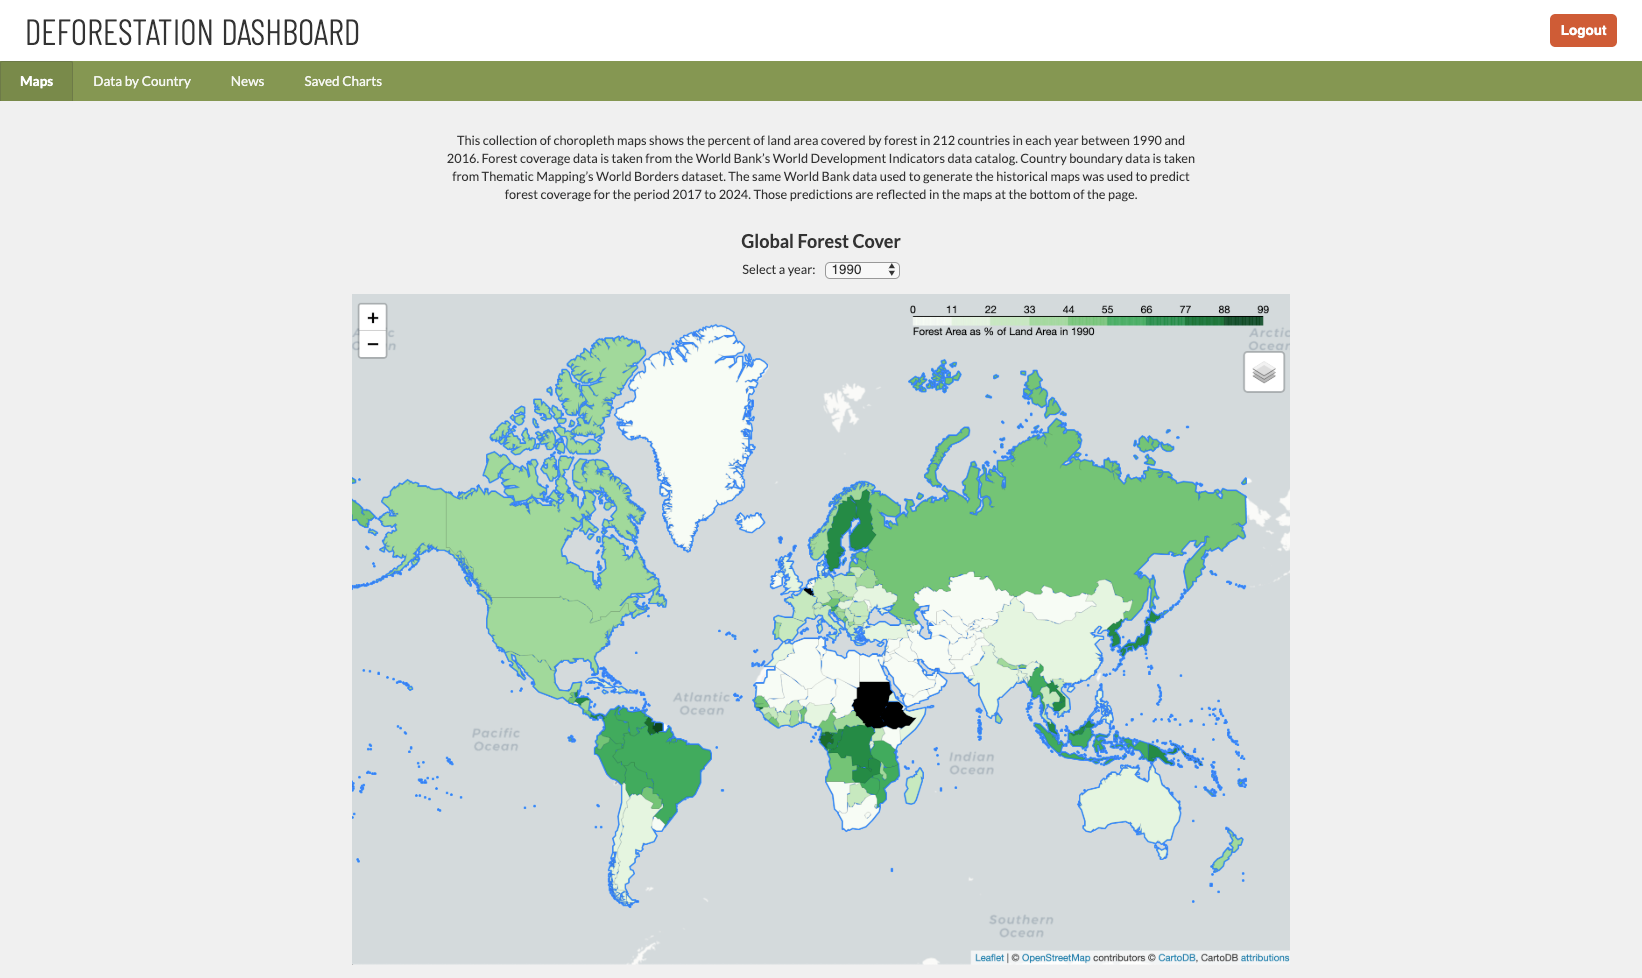 DEFORESTATION DASHBOARD
Logout
Maps
Data by Country
News
Saved Charts
This collection of choropleth maps shows the percent of land area covered by forest in 212 countries in each year between 1990 and
2016. Forest coverage data is taken from the World Bank's World Development Indicators data catalog. Country boundary data is taken
from Thematic Mapping's World Borders dataset. The same World Bank data used to generate the historical maps was used to predict
forest coverage for the period 2017 to 2024. Those predictions are reflected in the maps at the bottom of the page.
Global Forest Cover
Select a year: 1990
+
−
0 11 22 33 44 55 66 77 88 99
Forest Area as % of Land Area in 1990
Arctic
Ocean
Atlantic
Ocean
Pacific
Ocean
Indian
Ocean
Southern
Ocean
Leaflet | © OpenStreetMap contributors © CartoDB, CartoDB attributions